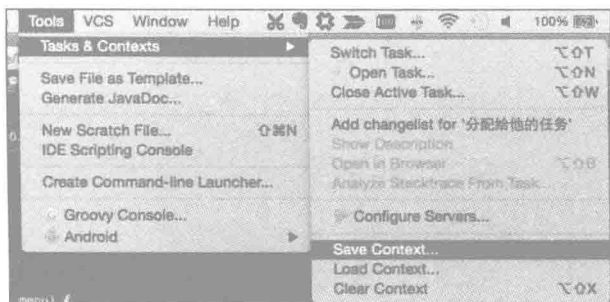 Tools VCS Window Help 100%
Tasks & Contexts
Save File as Template...
Generate JavaDoc...
New Scratch File... ⇧⌘N
IDE Scripting Console
Create Command-line Launcher...
Groovy Console...
Android
Switch Task... ⌥⇧T
Open Task... ⌥⇧N
Close Active Task... ⌥⇧W
Add changelist for '分配给他的任务'
Show Description
Open in Browser ⌥⇧B
Analyze Stacktrace From Task...
Configure Servers...
Save Context...
Load Context...
Clear Context ⌥⇧X